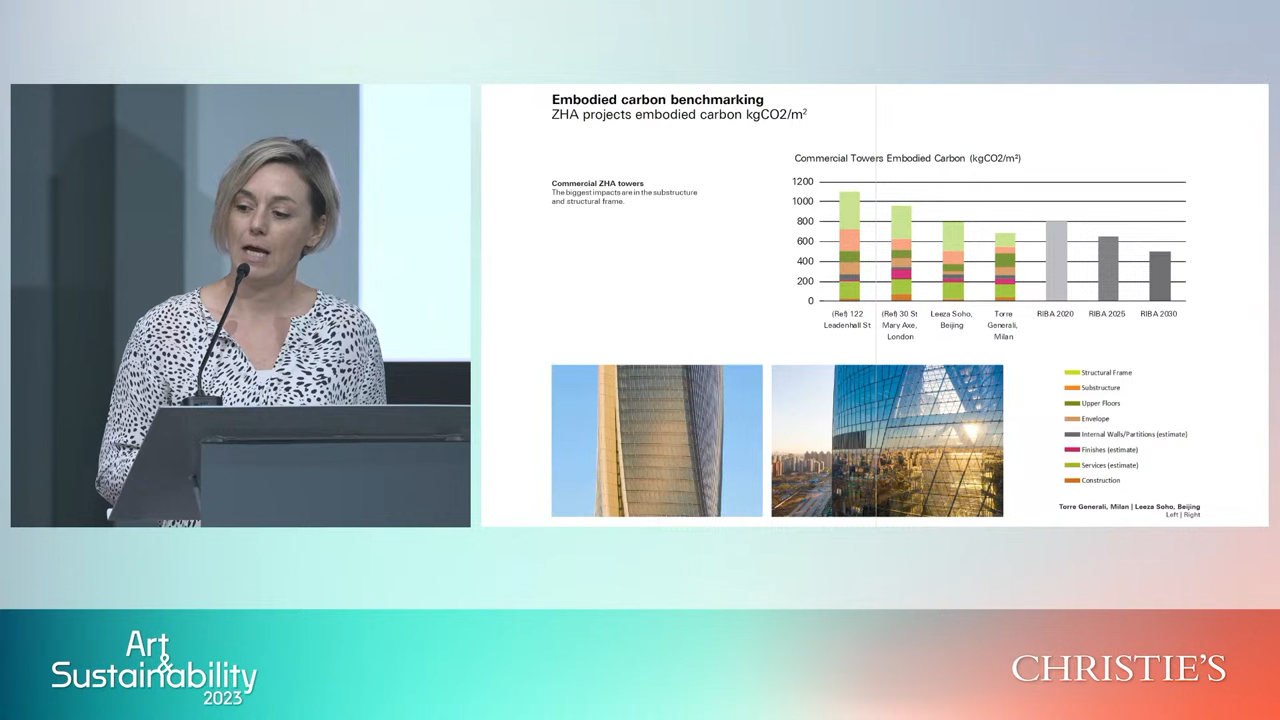 Embodied carbon benchmarking
ZHA projects embodied carbon kgCO2/m²
Commercial ZHA towers
The biggest impacts are in the substructure
and structural frame.
Commercial Towers Embodied Carbon (kgCO2/m²)
1200
1000
800
600
400
200
0
(Ref) 122
Leadenhall St
(Ref) 30 St
Mary Axe,
London
Leeza Soho,
Beijing
Torre
Generali,
Milan
RIBA 2020
RIBA 2025
RIBA 2030
Structural Frame
Substructure
Upper Floors
Envelope
Internal Walls/Partitions (estimate)
Finishes (estimate)
Services (estimate)
Construction
Torre Generali, Milan | Leeza Soho, Beijing
Left | Right
Art
&
Sustainability
2023
CHRISTIE'S